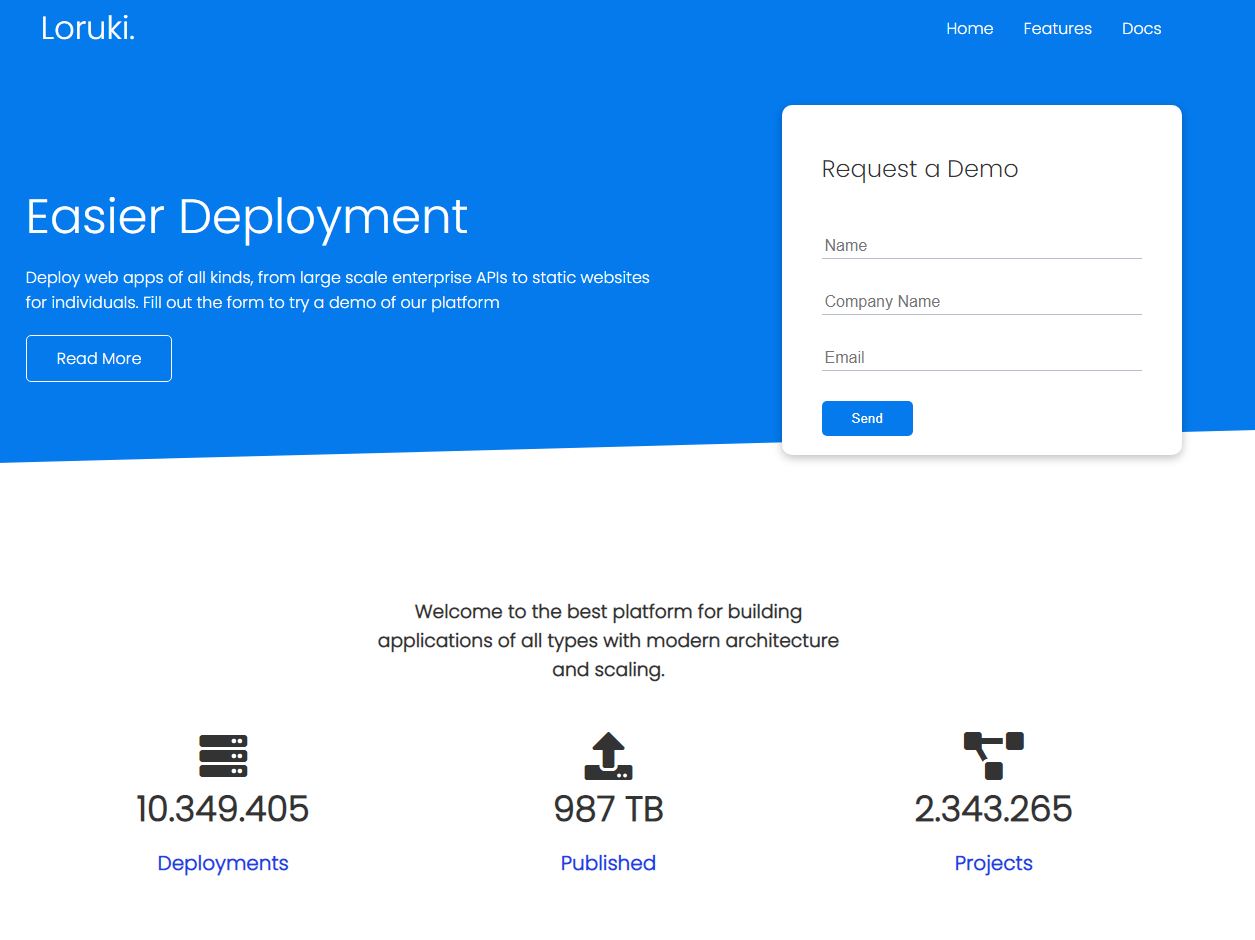 Loruki.
Home Features Docs
Easier Deployment
Deploy web apps of all kinds, from large scale enterprise APIs to static websites
for individuals. Fill out the form to try a demo of our platform
Read More
Request a Demo
Name
Company Name
Email
Send
Welcome to the best platform for building
applications of all types with modern architecture
and scaling.
10.349.405
Deployments
987 TB
Published
2.343.265
Projects